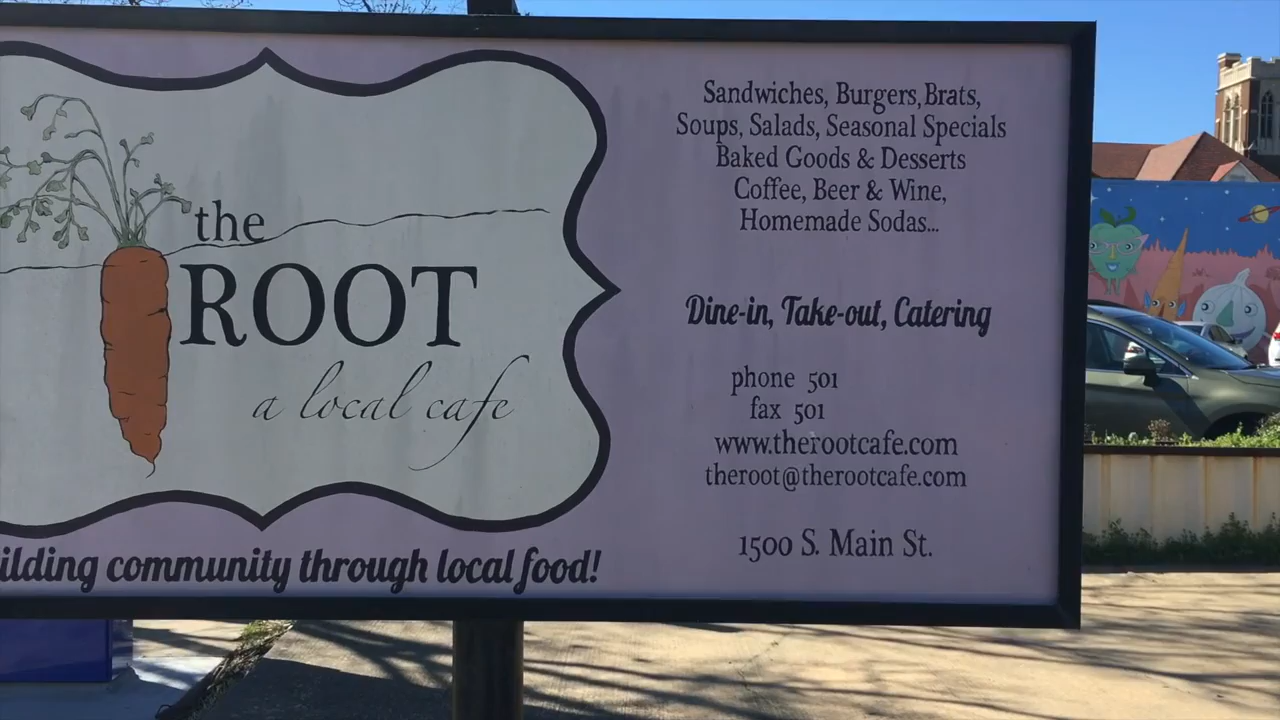 the
ROOT
a local cafe
ilding community through local food!
Sandwiches, Burgers, Brats,
Soups, Salads, Seasonal Specials
Baked Goods & Desserts
Coffee, Beer & Wine,
Homemade Sodas...
Dine-in, Take-out, Catering
phone 501
fax 501
www.therootcafe.com
theroot@therootcafe.com
1500 S. Main St.